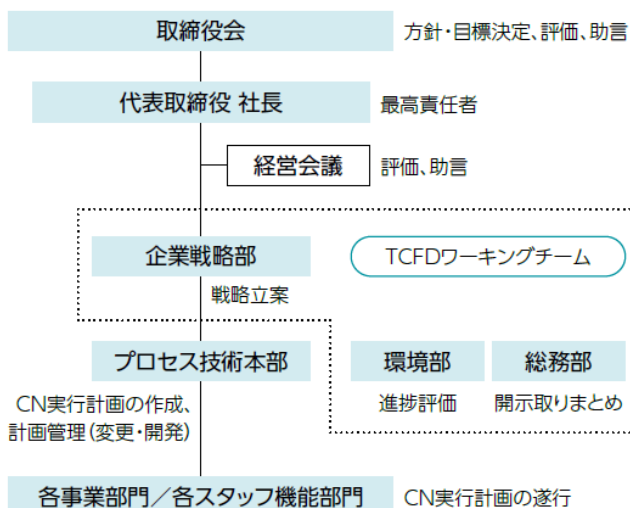 取締役会
方針・目標決定、評価、助言
代表取締役 社長
最高責任者
経営会議
評価、助言
企業戦略部
TCFDワーキングチーム
戦略立案
プロセス技術本部
環境部
総務部
CN実行計画の作成、
計画管理（変更・開発）
進捗評価
開示取りまとめ
各事業部門／各スタッフ機能部門
CN実行計画の遂行